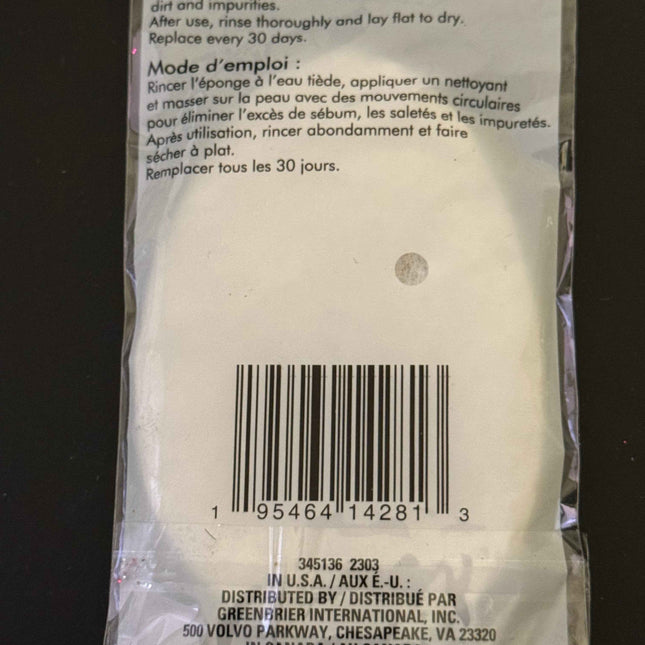 dirt and impurities.
After use, rinse thoroughly and lay flat to dry.
Replace every 30 days.
Mode d'emploi :
Rincer l'éponge à l'eau tiède, appliquer un nettoyant
et masser sur la peau avec des mouvements circulaires
pour éliminer l'excès de sébum, les saletés et les impuretés.
Après utilisation, rincer abondamment et faire
sécher à plat.
Remplacer tous les 30 jours.
1 95464 14281 3
345136 2303
IN U.S.A. / AUX É.-U. :
DISTRIBUTED BY / DISTRIBUÉ PAR
GREENBRIER INTERNATIONAL, INC.
500 VOLVO PARKWAY, CHESAPEAKE, VA 23320